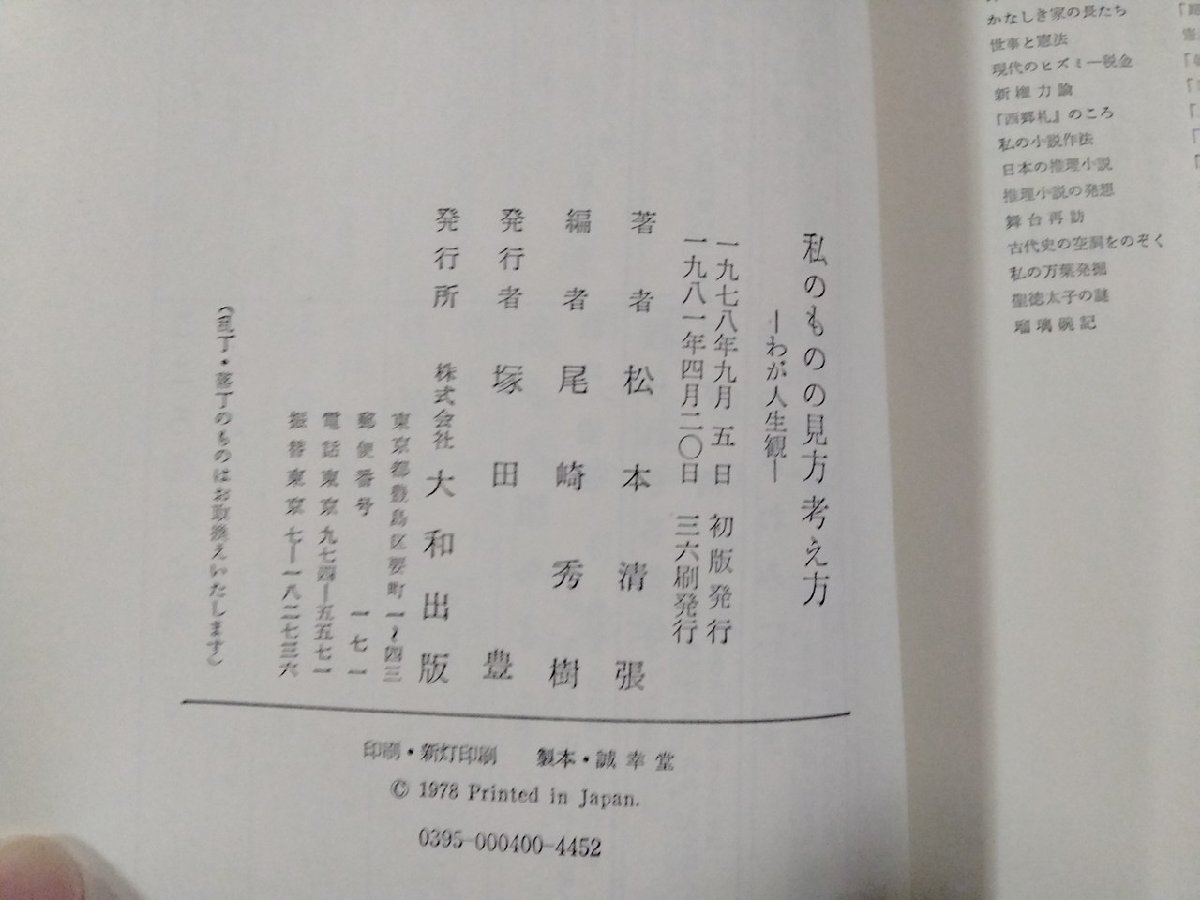 かなしき家の長たち
世事と憲法
現代のヒズミ―税金
新権力論
『西郷札』のころ
私の小説作法
日本の推理小説
推理小説の発想
舞台再訪
古代史の空洞をのぞく
私の万葉発掘
聖徳太子の謎
瑠璃碗記
私のものの見方考え方
―わが人生観―
一九七八年九月 五 日 初版発行
一九八一年四月二〇日 三六刷発行
著者 松本清張
編者 尾崎秀樹
発行者 塚田豊
発行所 株式会社 大和出版
東京都豊島区要町一〜四三
郵便番号 一七一
電話東京九七四―五五七一
振替東京七―一八二七三六
(乱丁・落丁のものはお取換えいたします)
印刷・新灯印刷 製本・誠幸堂
© 1978 Printed in Japan.
0395-000400-4452